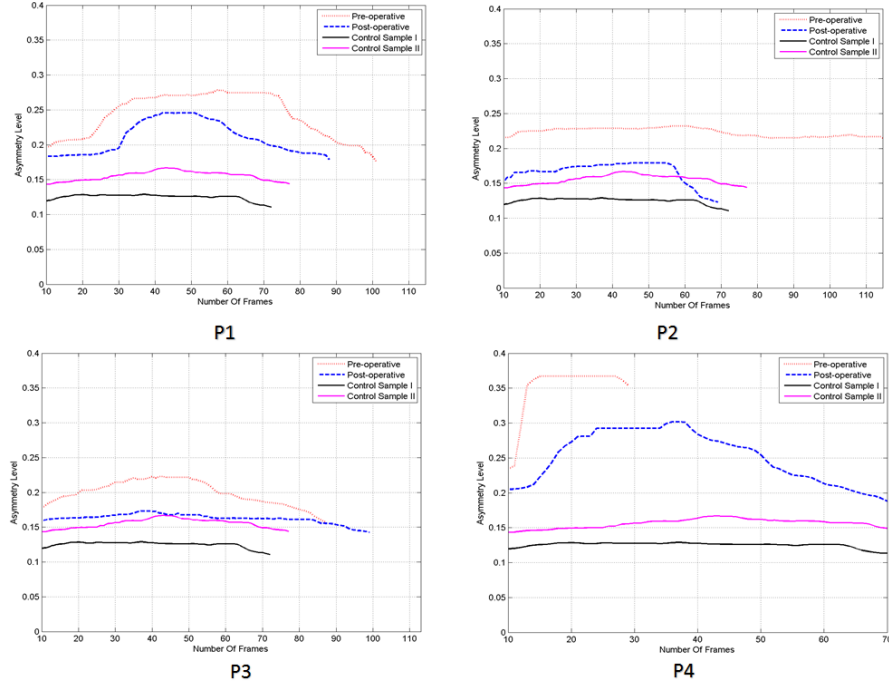 Pre-operative
Post-operative
Control Sample I
Control Sample II
Asymmetry Level
0.4
0.35
0.3
0.25
0.2
0.15
0.1
0.05
0
10 20 30 40 50 60 70 80 90 100 110
Number Of Frames
P1
Pre-operative
Post-operative
Control Sample I
Control Sample II
Asymmetry Level
0.4
0.35
0.3
0.25
0.2
0.15
0.1
0.05
0
10 20 30 40 50 60 70 80 90 100 110
Number Of Frames
P2
Pre-operative
Post-operative
Control Sample I
Control Sample II
Asymmetry Level
0.4
0.35
0.3
0.25
0.2
0.15
0.1
0.05
0
10 20 30 40 50 60 70 80 90 100 110
Number Of Frames
P3
Pre-operative
Post-operative
Control Sample I
Control Sample II
Asymmetry Level
0.4
0.35
0.3
0.25
0.2
0.15
0.1
0.05
0
10 20 30 40 50 60 70
Number Of Frames
P4